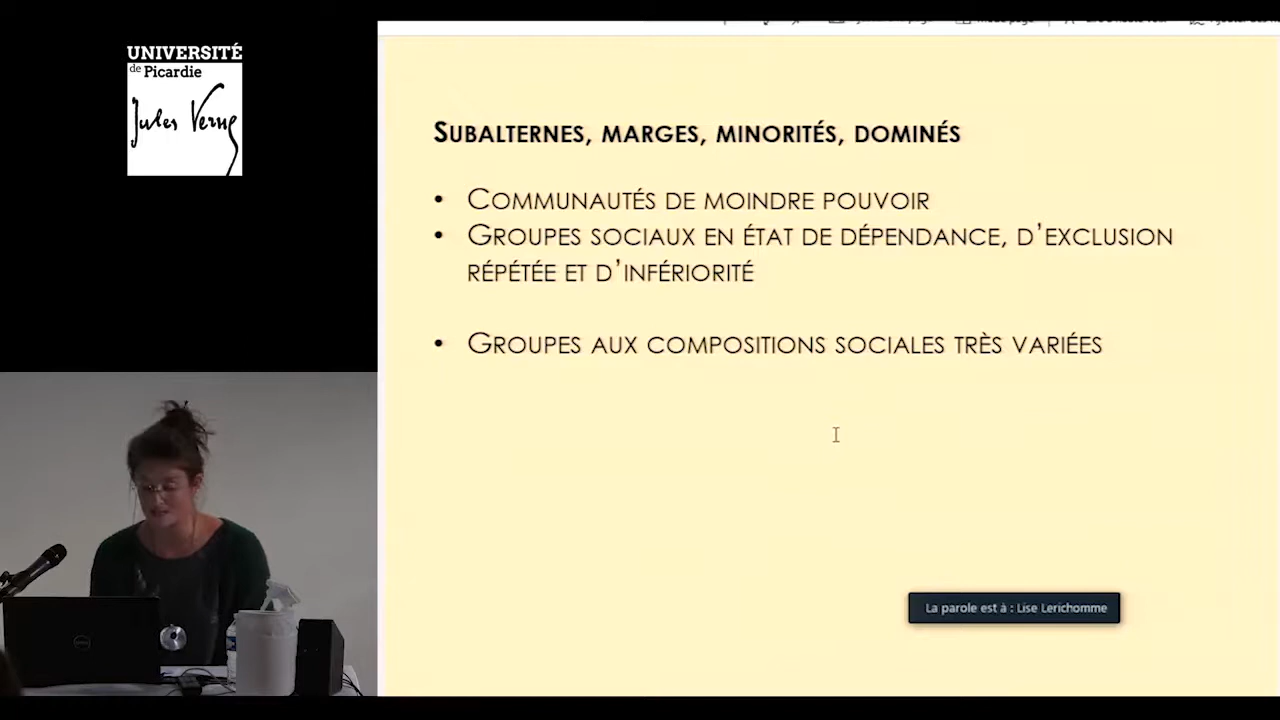 UNIVERSITÉ
de Picardie
Jules Verne
SUBALTERNES, MARGES, MINORITÉS, DOMINÉS
• COMMUNAUTÉS DE MOINDRE POUVOIR
• GROUPES SOCIAUX EN ÉTAT DE DÉPENDANCE, D'EXCLUSION
RÉPÉTÉE ET D'INFÉRIORITÉ
• GROUPES AUX COMPOSITIONS SOCIALES TRÈS VARIÉES
La parole est à : Lise Lerichomme
DELL